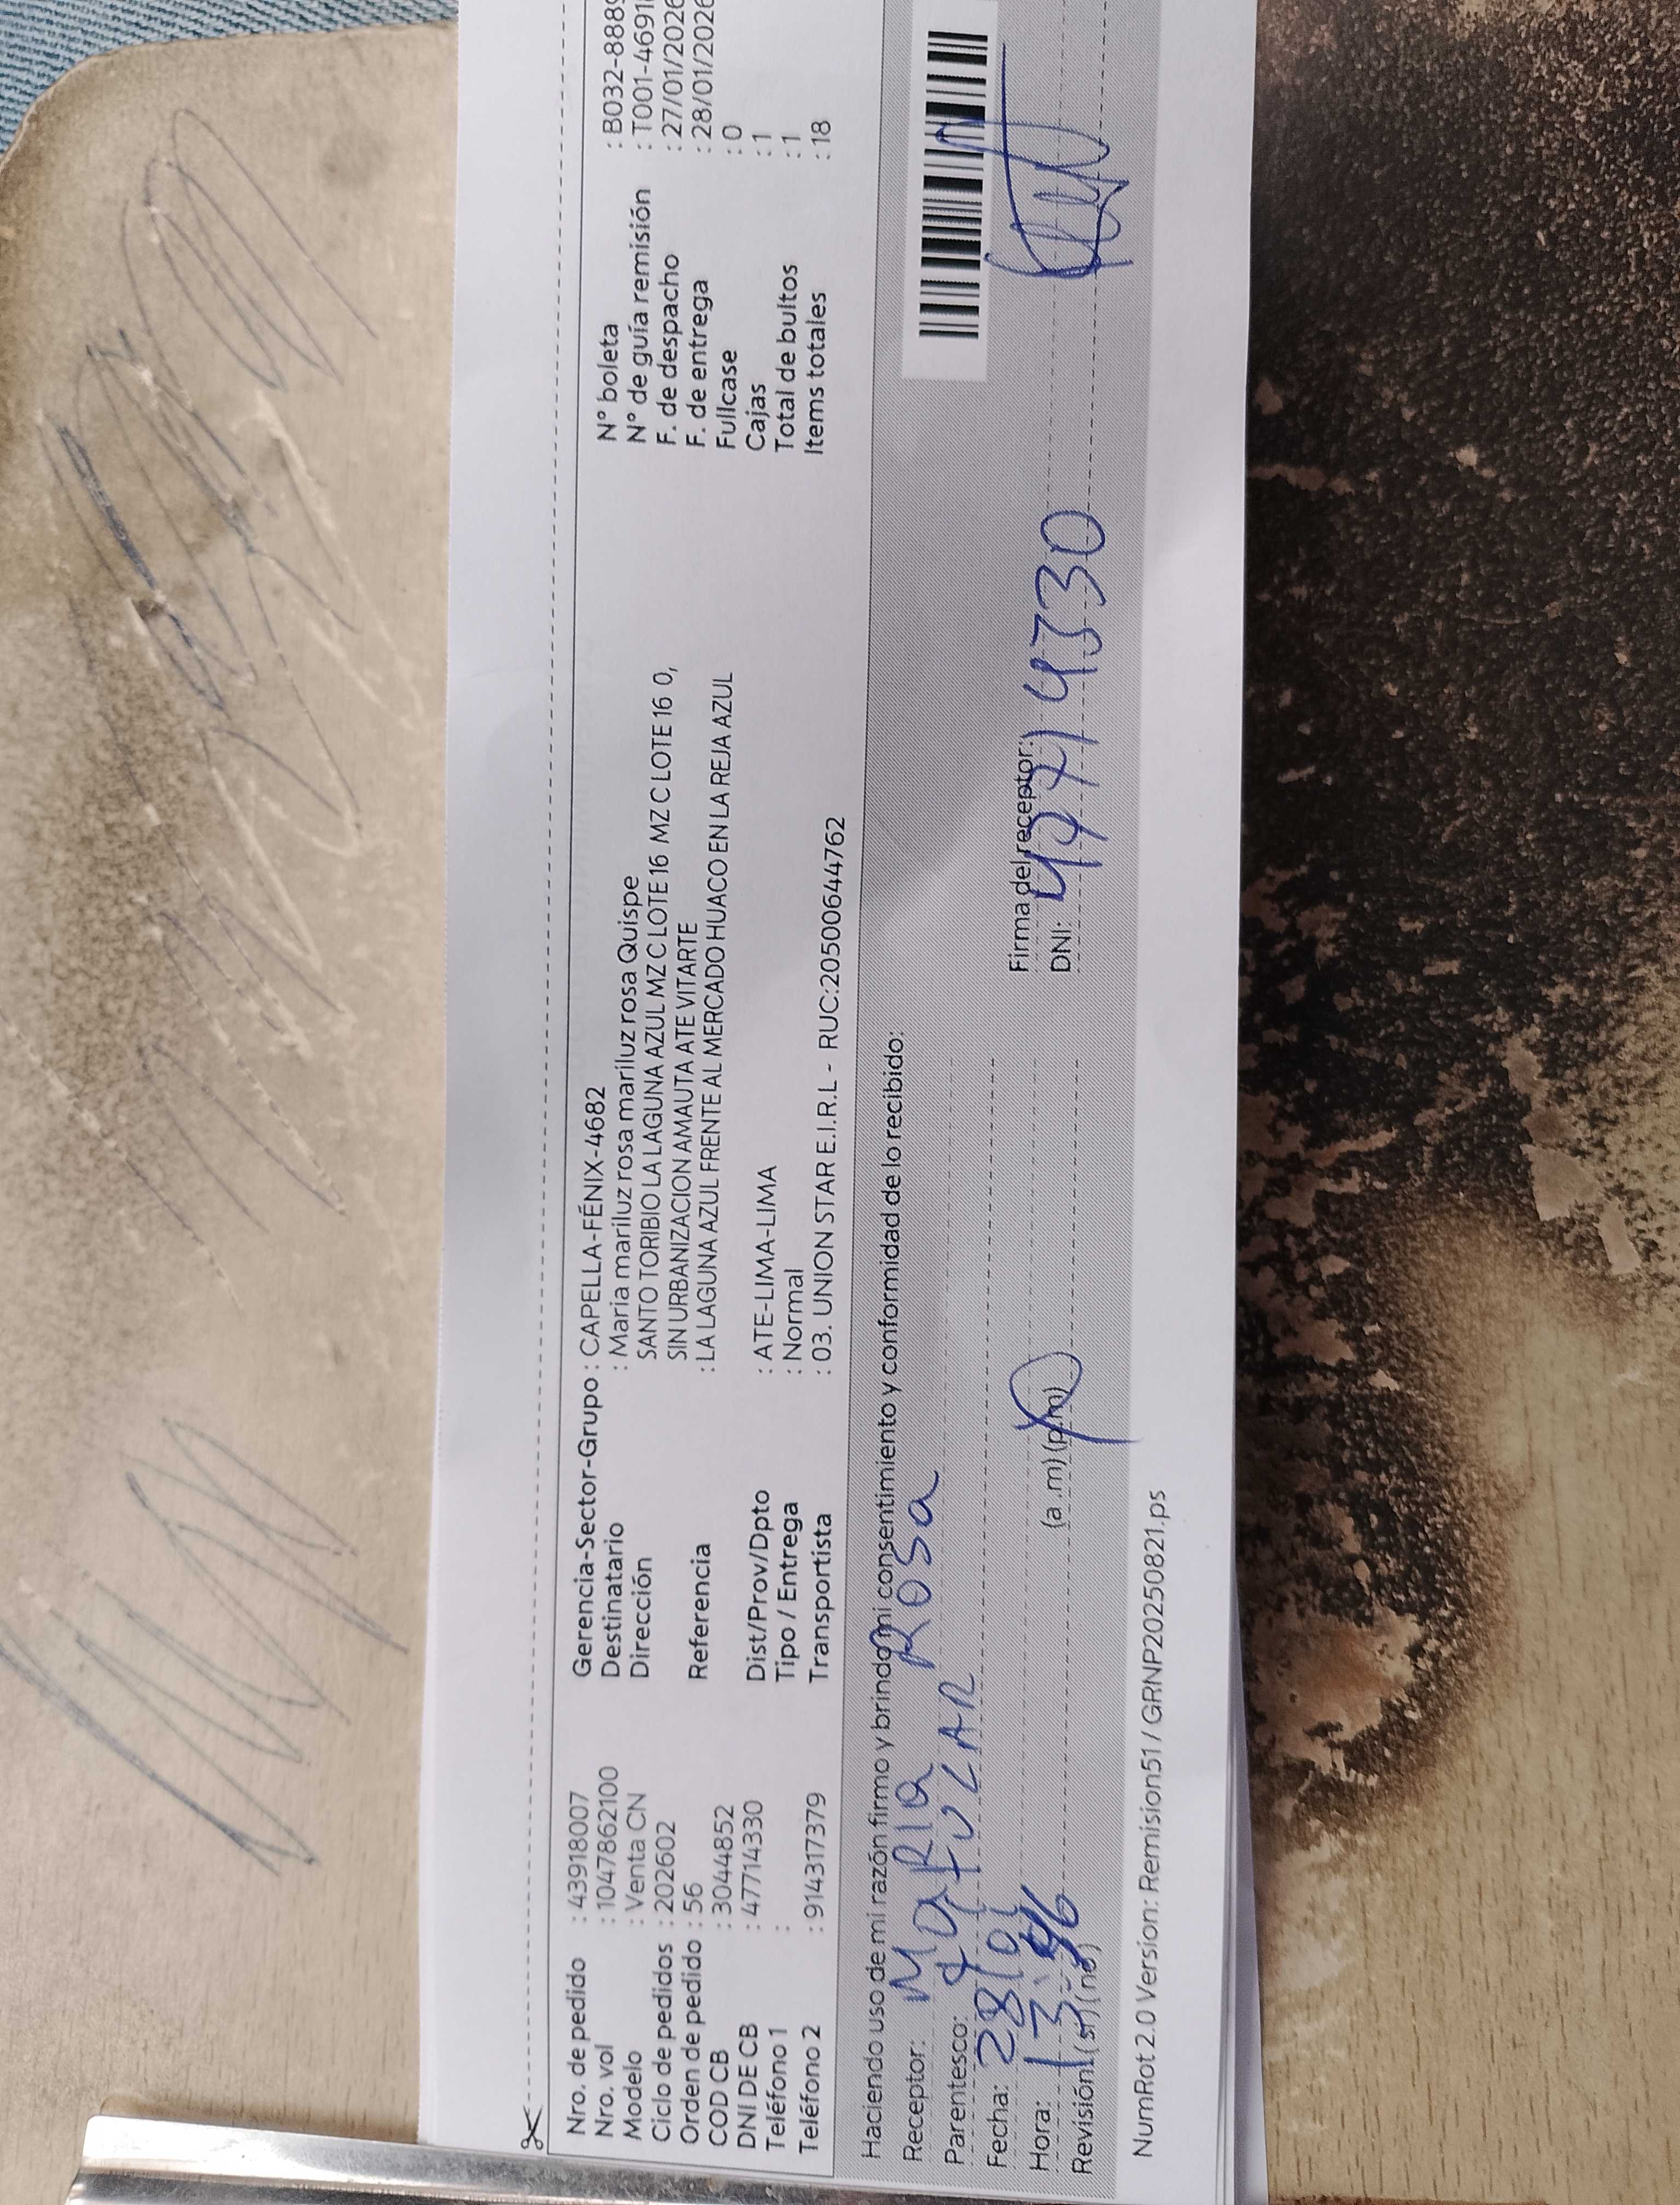 Nro. de pedido : 43918007
Nro. vol : 1047862100
Modelo : Venta CN
Ciclo de pedidos : 202602
Orden de pedido : 56
COD CB : 30444852
DNI DE CB : 47714330
Teléfono 1 :
Teléfono 2 : 914317379
Gerencia-Sector-Grupo : CAPELLA-FÉNIX-4682
Destinatario : Maria mariluz rosa mariluz rosa Quispe
Dirección SANTO TORIBIO LA LAGUNA AZUL MZ C LOTE 16 MZ C LOTE 16 0,
SIN URBANIZACION AMAUTA ATE VITARTE
Referencia : LA LAGUNA AZUL FRENTE AL MERCADO HUACO EN LA REJA AZUL
Dist/Prov/Dpto : ATE-LIMA-LIMA
Tipo / Entrega : Normal
Transportista : 03. UNION STAR E.I.R.L - RUC:20500644762
N° boleta : B032-8889
N° de guía remisión : T001-4691
F. de despacho : 27/01/2026
F. de entrega : 28/01/2026
Fullcase : 0
Cajas : 1
Total de bultos : 1
Items totales : 18
Haciendo uso de mi razón firmo y brindo mi consentimiento y conformidad de lo recibido:
Receptor: MaRIa Rosa
Parentesco:
Fecha: 28/01
Hora: (a.m) (p.m)
Revisión: (si) (no)
Firma del receptor:
DNI: 47714330
NumRot 2.0 Version: Remision51 / GRNP20250821.ps